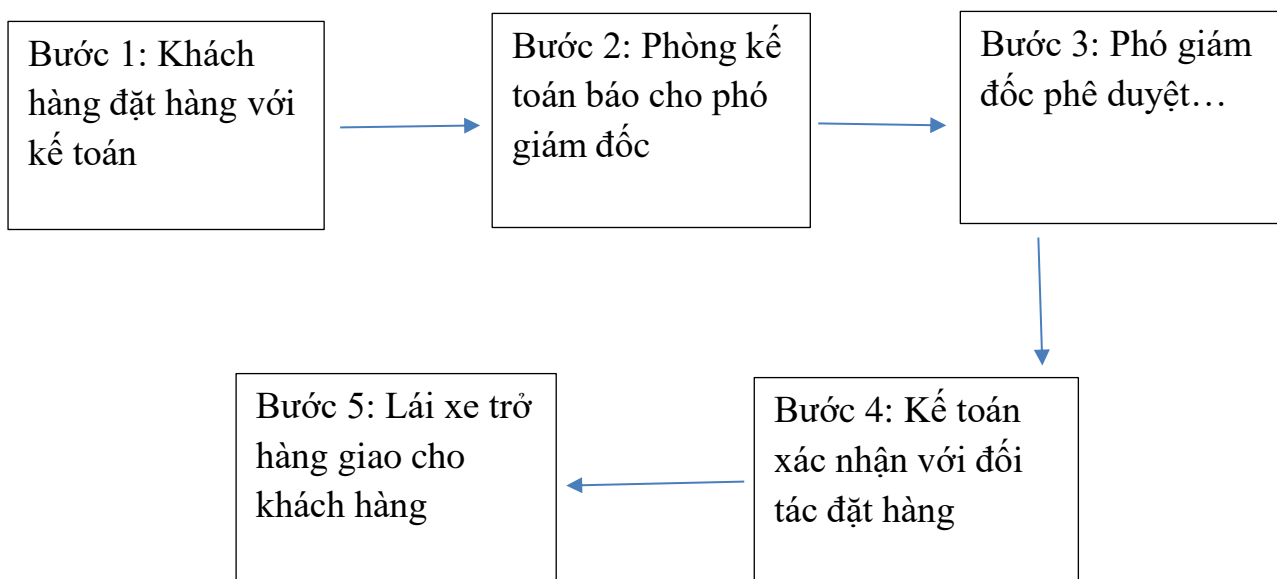 Bước 1: Khách
hàng đặt hàng với
kế toán
Bước 2: Phòng kế
toán báo cho phó
giám đốc
Bước 3: Phó giám
đốc phê duyệt…
Bước 4: Kế toán
xác nhận với đối
tác đặt hàng
Bước 5: Lái xe trở
hàng giao cho
khách hàng